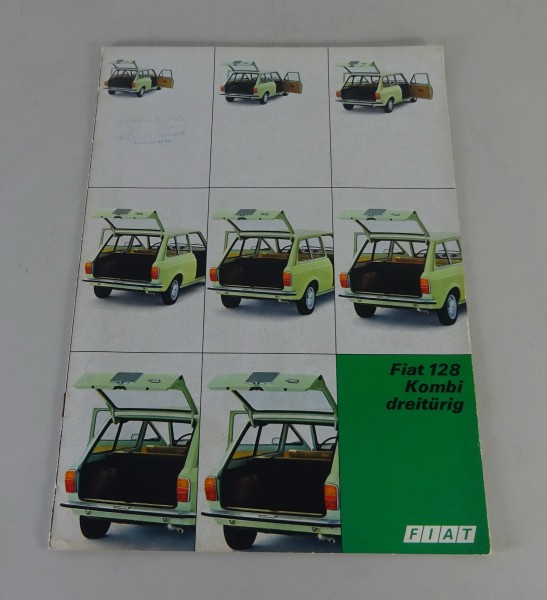 Fiat 128
Kombi
dreitürig
FIAT